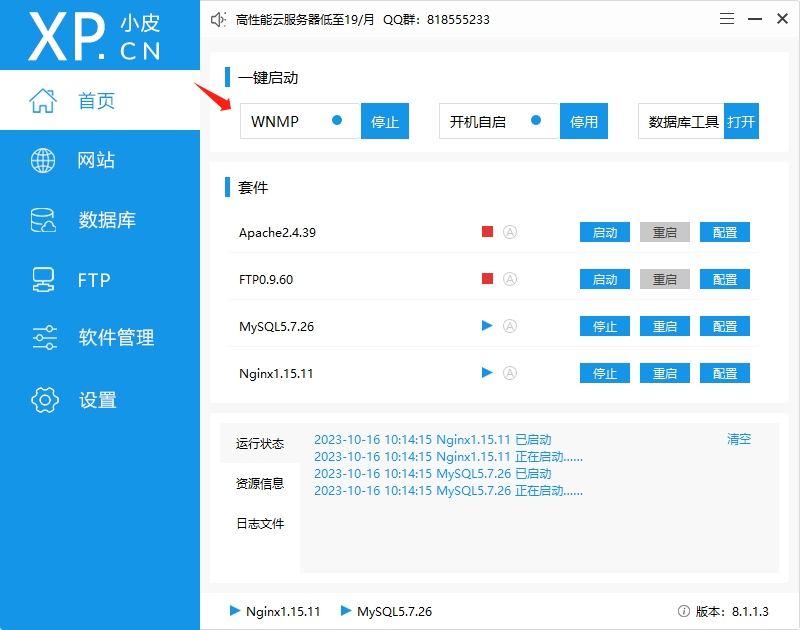 XP.CN 小皮
高性能云服务器低至19/月 QQ群：818555233
首页
网站
数据库
FTP
软件管理
设置
一键启动
WNMP 停止 开机自启 停用 数据库工具 打开
套件
Apache2.4.39 Ⓐ 启动 重启 配置
FTP0.9.60 Ⓐ 启动 重启 配置
MySQL5.7.26 Ⓐ 停止 重启 配置
Nginx1.15.11 Ⓐ 停止 重启 配置
运行状态
资源信息
日志文件
2023-10-16 10:14:15 Nginx1.15.11 已启动 清空
2023-10-16 10:14:15 Nginx1.15.11 正在启动......
2023-10-16 10:14:15 MySQL5.7.26 已启动
2023-10-16 10:14:15 MySQL5.7.26 正在启动......
Nginx1.15.11 MySQL5.7.26 版本：8.1.1.3